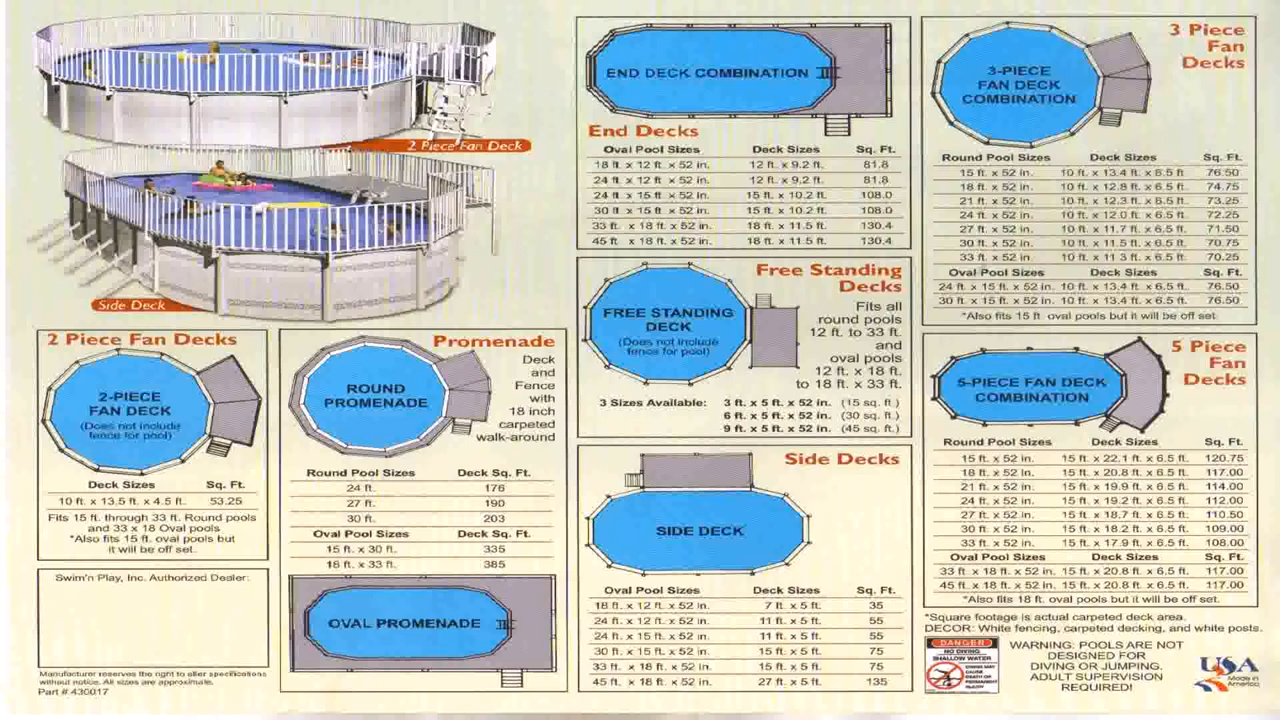 2 Piece Fan Deck
Side Deck
2 Piece Fan Decks
2-PIECE
FAN DECK
(Does not include
fence for pool)
Deck Sizes Sq. Ft.
10 ft. x 13.5 ft. x 4.5 ft. 53.25
Fits 15 ft. through 33 ft. Round pools
and 33 x 18 Oval pools
*Also fits 15 ft. oval pools but
it will be off set.
Swim'n Play, Inc. Authorized Dealer:
Manufacturer reserves the right to alter specifications
without notice. All sizes are approximate.
Part # 430017
Promenade
ROUND
PROMENADE
Deck
and
Fence
with
18 inch
carpeted
walk-around
Round Pool Sizes Deck Sq. Ft.
24 ft. 176
27 ft. 190
30 ft. 203
Oval Pool Sizes Deck Sq. Ft.
15 ft. x 30 ft. 335
18 ft. x 33 ft. 385
OVAL PROMENADE
END DECK COMBINATION
End Decks
Oval Pool Sizes Deck Sizes Sq. Ft.
18 ft. x 12 ft. x 52 in. 12 ft. x 9.2 ft. 81.8
24 ft. x 12 ft. x 52 in. 12 ft. x 9.2 ft. 81.8
24 ft. x 15 ft. x 52 in. 15 ft. x 10.2 ft. 108.0
30 ft. x 15 ft. x 52 in. 15 ft. x 10.2 ft. 108.0
33 ft. x 18 ft. x 52 in. 18 ft. x 11.5 ft. 130.4
45 ft. x 18 ft. x 52 in. 18 ft. x 11.5 ft. 130.4
Free Standing
Decks
FREE STANDING
DECK
(Does not include
fence for pool)
Fits all
round pools
12 ft. to 33 ft.
and
oval pools
12 ft. x 18 ft.
to 18 ft. x 33 ft.
3 Sizes Available: 3 ft. x 5 ft. x 52 in. (15 sq. ft.)
6 ft. x 5 ft. x 52 in. (30 sq. ft.)
9 ft. x 5 ft. x 52 in. (45 sq. ft.)
Side Decks
SIDE DECK
Oval Pool Sizes Deck Sizes Sq. Ft.
18 ft. x 12 ft. x 52 in. 7 ft. x 5 ft. 35
24 ft. x 12 ft. x 52 in. 11 ft. x 5 ft. 55
24 ft. x 15 ft. x 52 in. 11 ft. x 5 ft. 55
30 ft. x 15 ft. x 52 in. 15 ft. x 5 ft. 75
33 ft. x 18 ft. x 52 in. 15 ft. x 5 ft. 75
45 ft. x 18 ft. x 52 in. 27 ft. x 5 ft. 135
3 Piece
Fan
Decks
3-PIECE
FAN DECK
COMBINATION
Round Pool Sizes Deck Sizes Sq. Ft.
15 ft. x 52 in. 10 ft. x 13.4 ft. x 6.5 ft 76.50
18 ft. x 52 in. 10 ft. x 12.8 ft. x 6.5 ft. 74.75
21 ft. x 52 in. 10 ft. x 12.3 ft. x 6.5 ft. 73.25
24 ft. x 52 in. 10 ft. x 12.0 ft. x 6.5 ft. 72.25
27 ft. x 52 in. 10 ft. x 11.7 ft. x 6.5 ft. 71.50
30 ft. x 52 in. 10 ft. x 11.5 ft. x 6.5 ft. 70.75
33 ft. x 52 in. 10 ft. x 11 3 ft. x 6.5 ft. 70.25
Oval Pool Sizes Deck Sizes Sq. Ft.
24 ft. x 15 ft. x 52 in. 10 ft. x 13.4 ft. x 6.5 ft. 76.50
30 ft. x 15 ft. x 52 in. 10 ft. x 13.4 ft. x 6.5 ft. 76.50
*Also fits 15 ft. oval pools but it will be off set.
5 Piece
Fan
Decks
5-PIECE FAN DECK
COMBINATION
Round Pool Sizes Deck Sizes Sq. Ft.
15 ft. x 52 in. 15 ft. x 22.1 ft. x 6.5 ft. 120.75
18 ft. x 52 in. 15 ft. x 20.8 ft. x 6.5 ft. 117.00
21 ft. x 52 in. 15 ft. x 19.9 ft. x 6.5 ft. 114.00
24 ft. x 52 in. 15 ft. x 19.2 ft. x 6.5 ft. 112.00
27 ft. x 52 in. 15 ft. x 18.7 ft. x 6.5 ft. 110.50
30 ft. x 52 in. 15 ft. x 18.2 ft. x 6.5 ft. 109.00
33 ft. x 52 in. 15 ft. x 17.9 ft. x 6.5 ft. 108.00
Oval Pool Sizes Deck Sizes Sq. Ft.
33 ft. x 18 ft. x 52 in. 15 ft. x 20.8 ft. x 6.5 ft. 117.00
45 ft. x 18 ft. x 52 in. 15 ft. x 20.8 ft. x 6.5 ft. 117.00
*Also fits 18 ft. oval pools but it will be off set.
*Square footage is actual carpeted deck area.
DECOR: White fencing, carpeted decking, and white posts.
DANGER
NO DIVING
SHALLOW WATER
DIVING MAY
CAUSE
DEATH OR
PERMANENT
INJURY
WARNING: POOLS ARE NOT
DESIGNED FOR
DIVING OR JUMPING.
ADULT SUPERVISION
REQUIRED!
USA
Made in
America